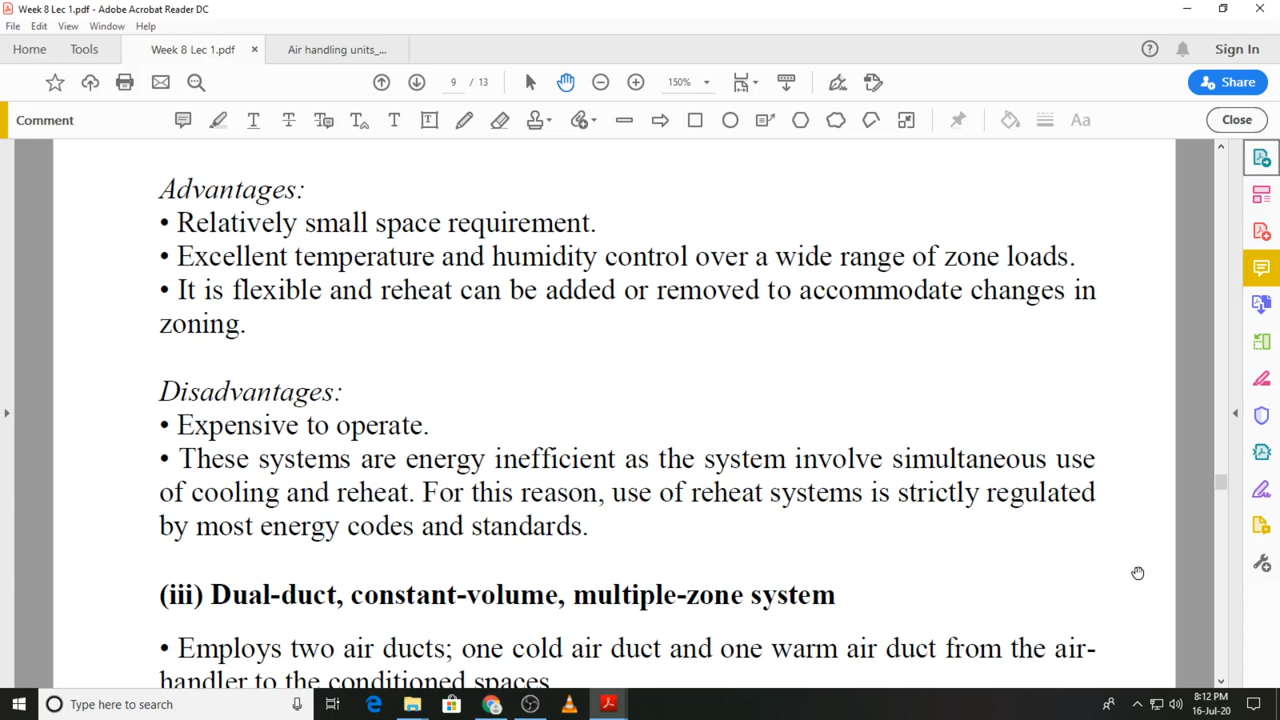 Week 8 Lec 1.pdf - Adobe Acrobat Reader DC
File Edit View Window Help
Home Tools Week 8 Lec 1.pdf × Air handling units_... Sign In
9 / 13 150% Share
Comment Aa Close
Advantages:
• Relatively small space requirement.
• Excellent temperature and humidity control over a wide range of zone loads.
• It is flexible and reheat can be added or removed to accommodate changes in
zoning.
Disadvantages:
• Expensive to operate.
• These systems are energy inefficient as the system involve simultaneous use
of cooling and reheat. For this reason, use of reheat systems is strictly regulated
by most energy codes and standards.
(iii) Dual-duct, constant-volume, multiple-zone system
• Employs two air ducts; one cold air duct and one warm air duct from the air-
handler to the conditioned spaces
Type here to search
8:12 PM
16-Jul-20